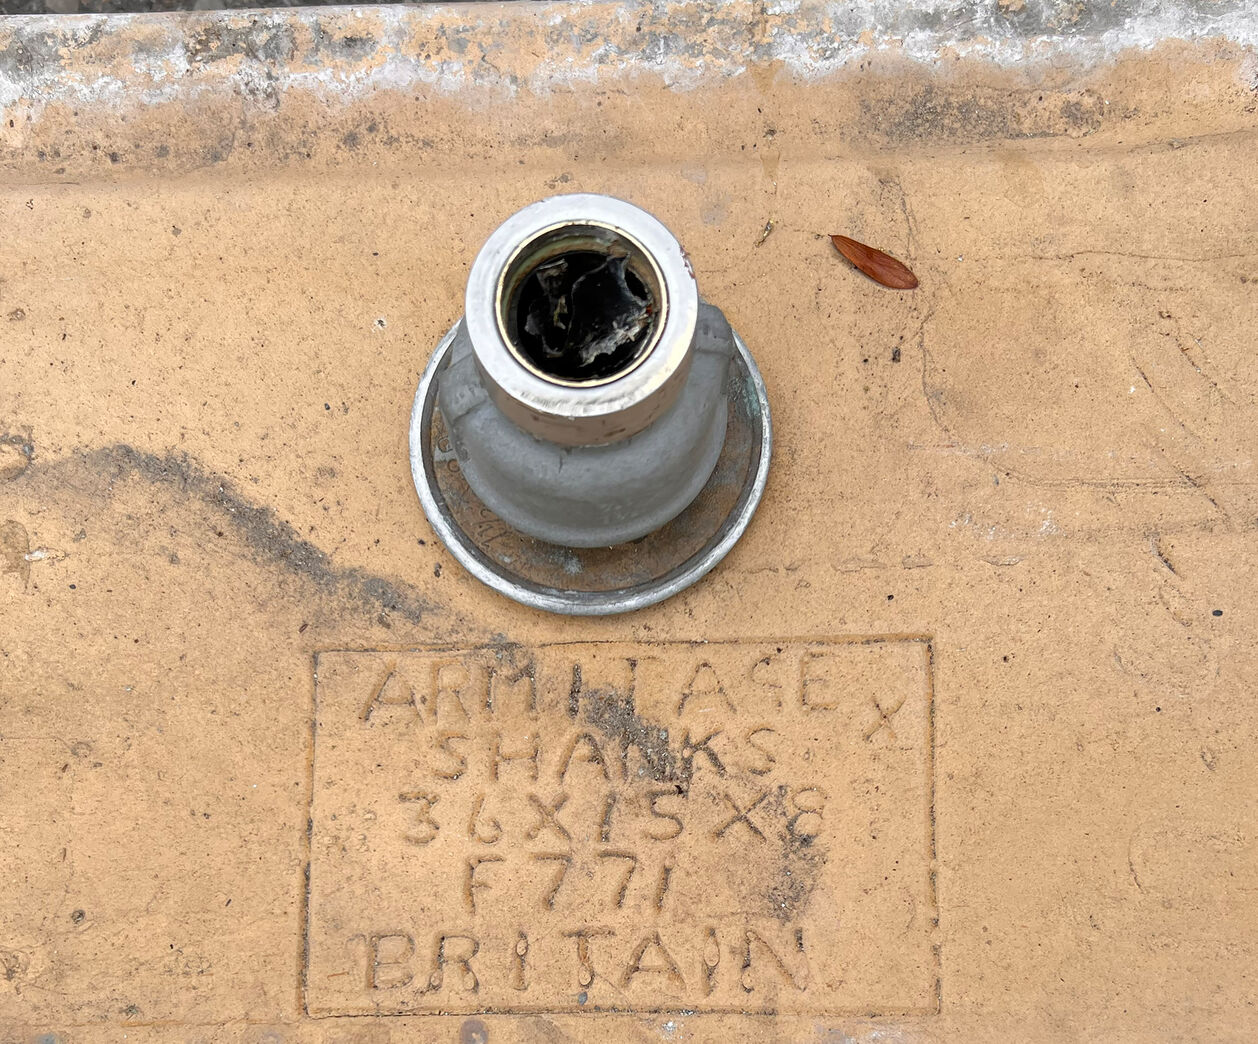 ARMITAGE X
SHANKS
36X15X8
F771
BRITAIN